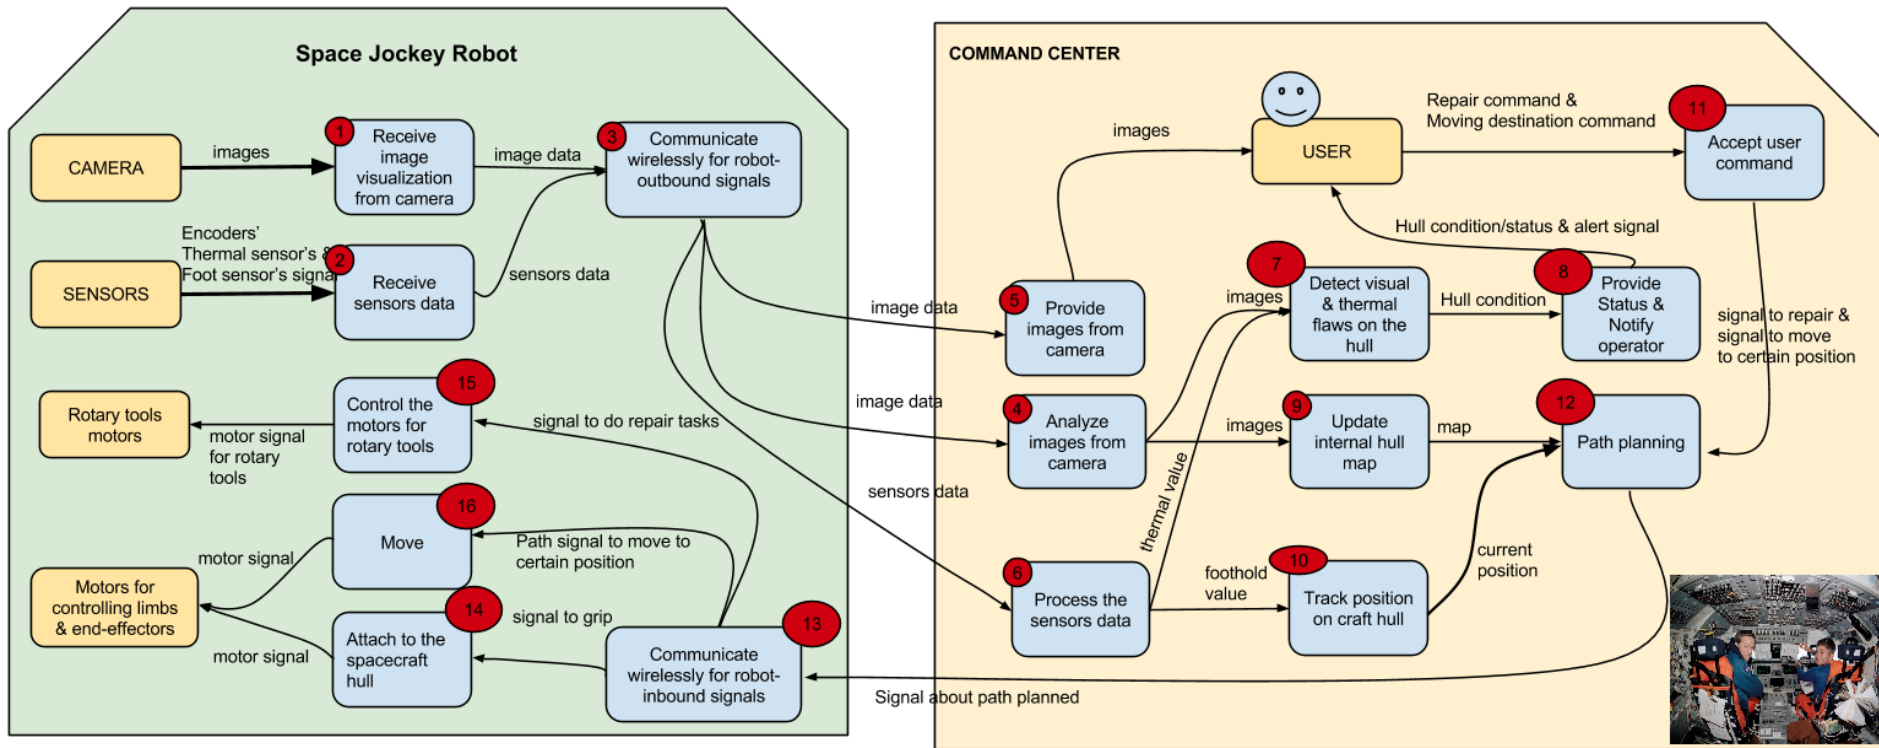 Space Jockey Robot
CAMERA
images
1
Receive
image
visualization
from camera
image data
3
Communicate
wirelessly for robot-
outbound signals
SENSORS
Encoders’
Thermal sensor’s &
Foot sensor’s signal
2
Receive
sensors data
sensors data
Rotary tools
motors
motor signal
for rotary
tools
15
Control the
motors for
rotary tools
signal to do repair tasks
16
Move
Path signal to move to
certain position
motor signal
Motors for
controlling limbs
& end-effectors
motor signal
14
Attach to the
spacecraft
hull
signal to grip
13
Communicate
wirelessly for robot-
inbound signals
image data
image data
sensors data
Signal about path planned
COMMAND CENTER
images
USER
Repair command &
Moving destination command
11
Accept user
command
Hull condition/status & alert signal
5
Provide
images from
camera
images
7
Detect visual
& thermal
flaws on the
hull
Hull condition
8
Provide
Status &
Notify
operator
signal to repair &
signal to move
to certain position
4
Analyze
images from
camera
images
9
Update
internal hull
map
map
12
Path planning
thermal value
6
Process the
sensors data
foothold
value
10
Track position
on craft hull
current
position